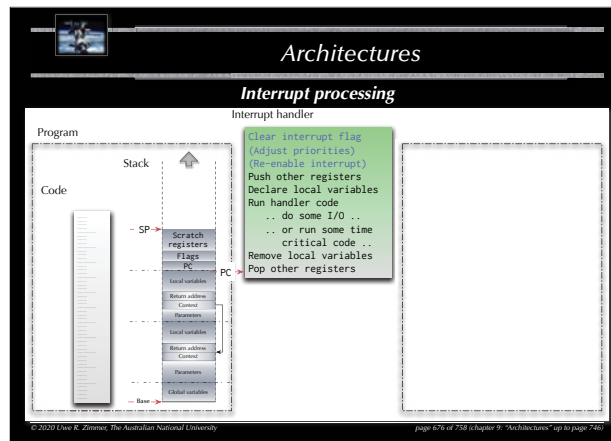 Architectures
Interrupt processing
Interrupt handler
Program
Stack
Code
Clear interrupt flag
(Adjust priorities)
(Re-enable interrupt)
Push other registers
Declare local variables
Run handler code
.. do some I/O ..
.. or run some time
critical code ..
Remove local variables
Pop other registers
SP
Scratch
registers
Flags
PC
PC
Local variables
Return address
Context
Parameters
Local variables
Return address
Context
Parameters
Global variables
Base
© 2020 Uwe R. Zimmer, The Australian National University
page 676 of 758 (chapter 9: "Architectures" up to page 746)